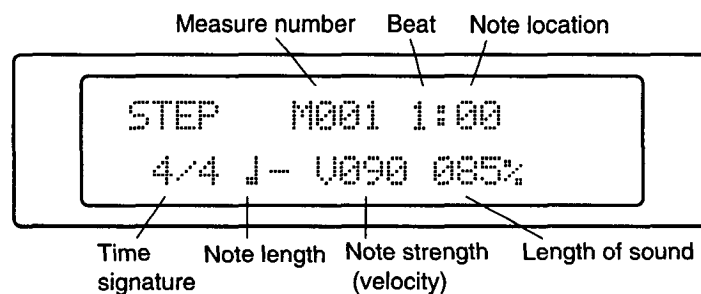 Measure number Beat Note location
STEP M001 1:00
4/4 ♩- V090 085%
Time signature
Note length
Note strength (velocity)
Length of sound